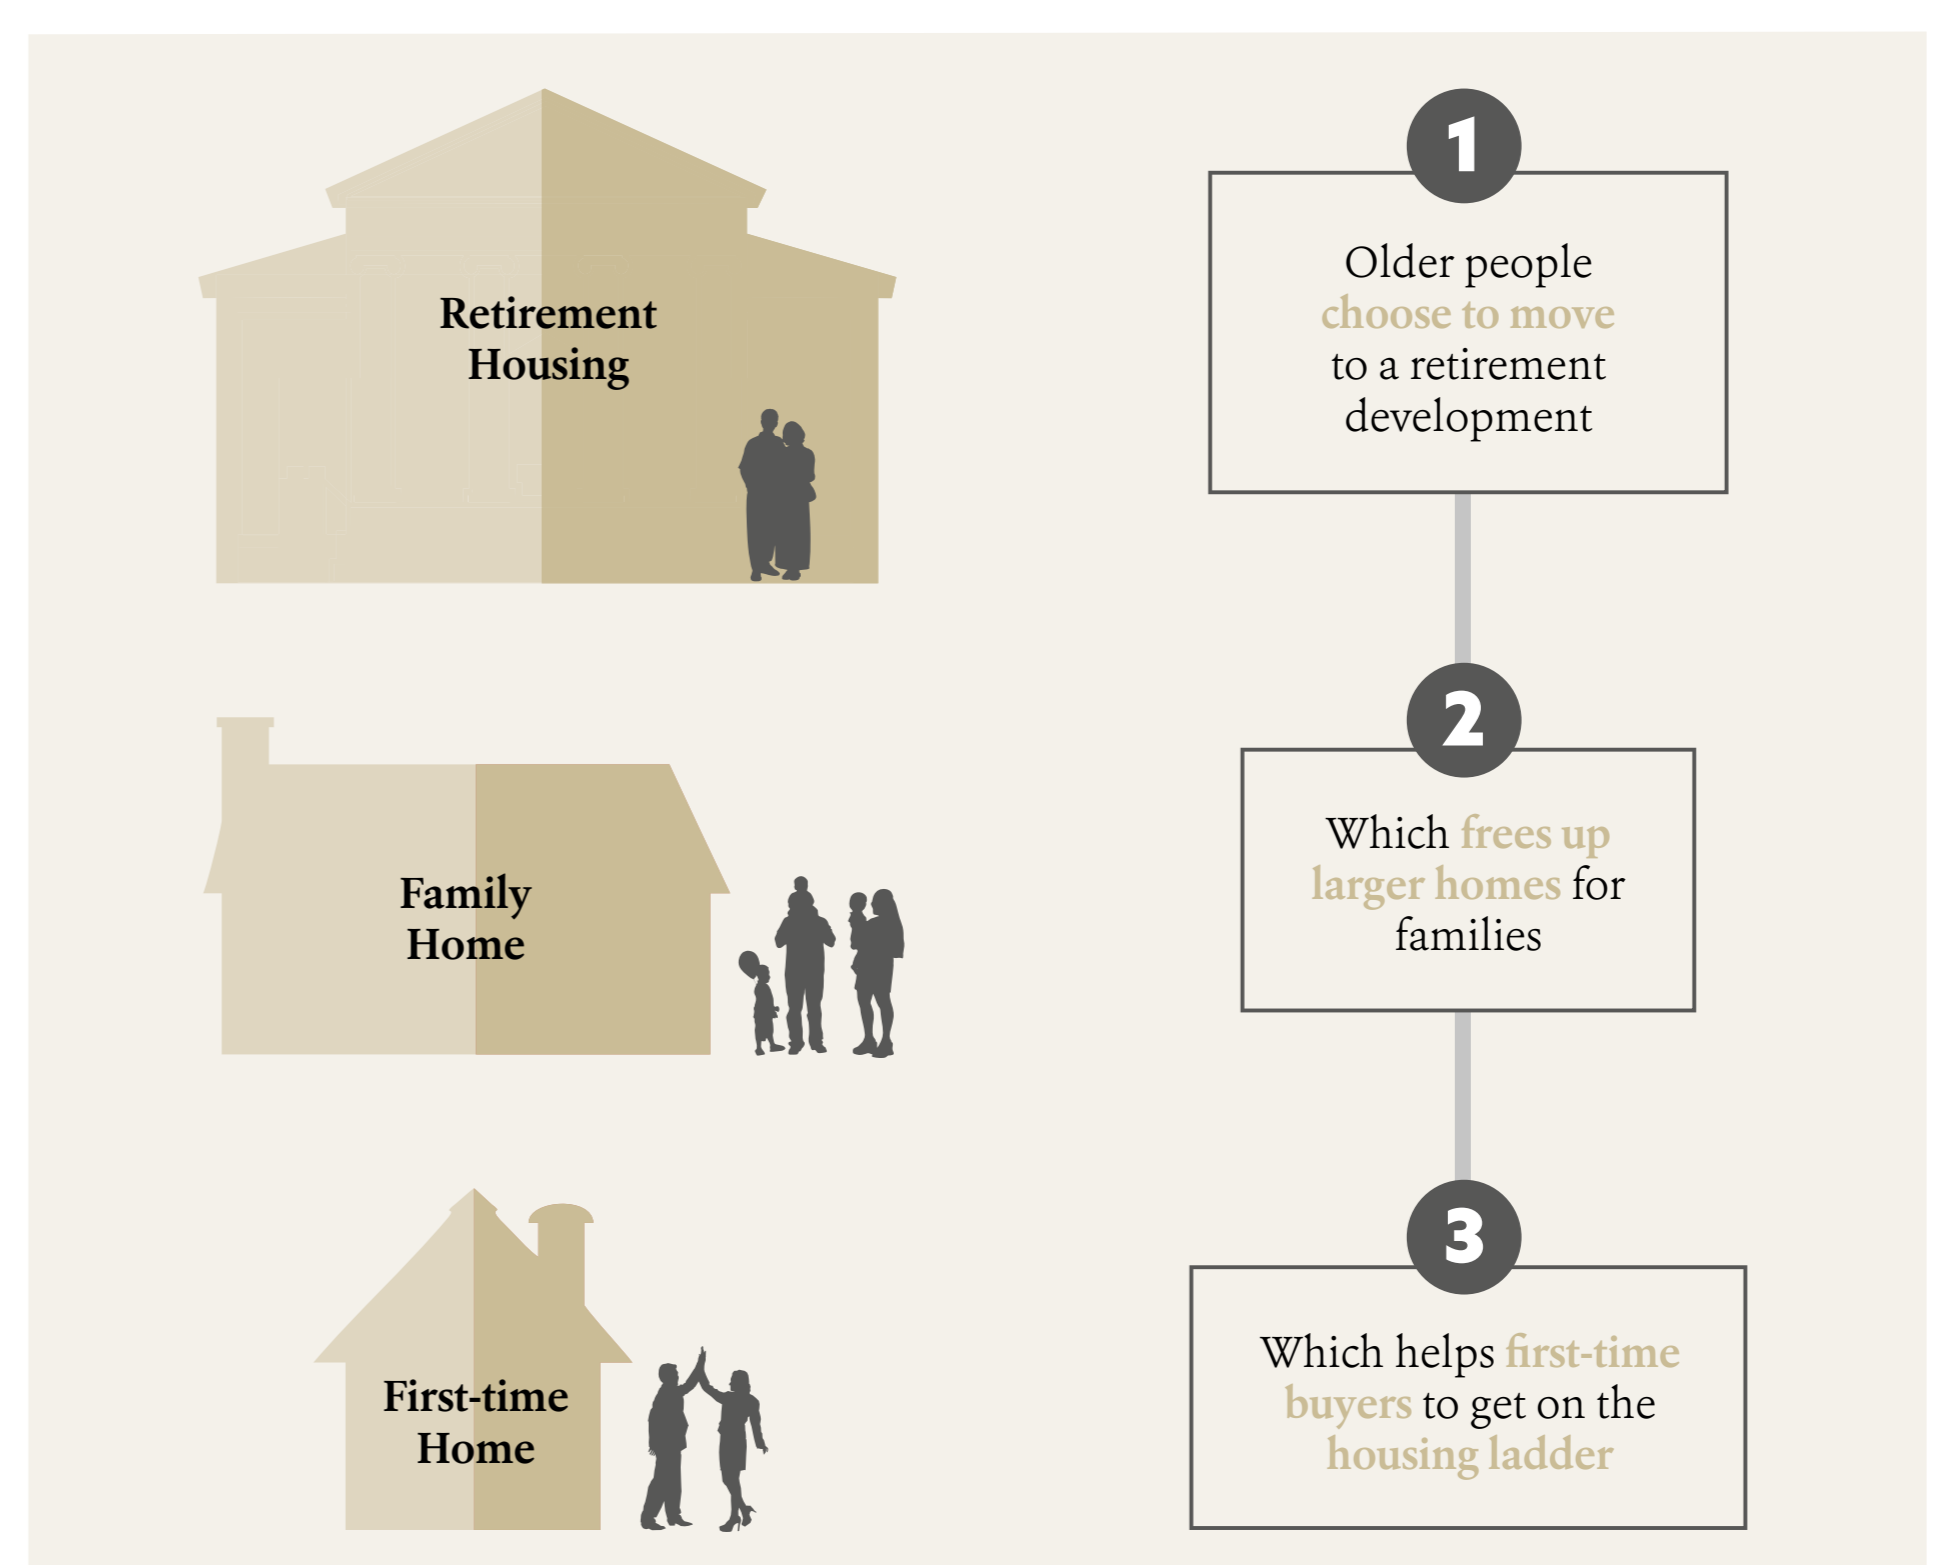 Retirement
Housing
1
Older people
choose to move
to a retirement
development
Family
Home
2
Which frees up
larger homes for
families
First-time
Home
3
Which helps first-time
buyers to get on the
housing ladder